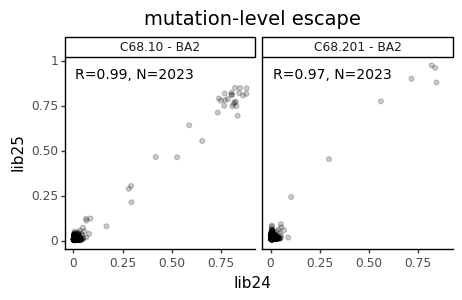 mutation-level escape
C68.10 - BA2
C68.201 - BA2
R=0.99, N=2023
R=0.97, N=2023
1
0.75
0.50
0.25
0
lib25
0
0.25
0.50
0.75
0
0.25
0.50
0.75
lib24